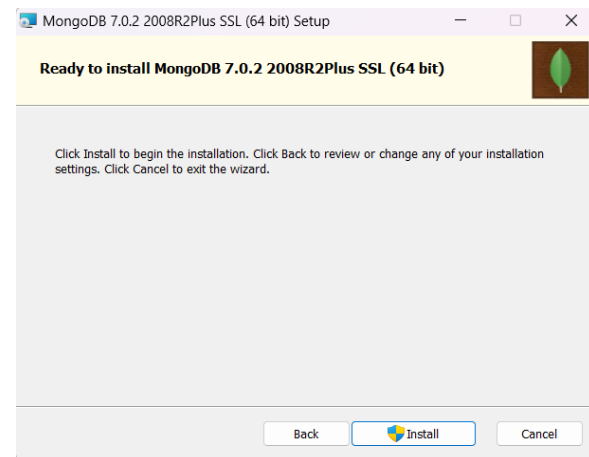 MongoDB 7.0.2 2008R2Plus SSL (64 bit) Setup
Ready to install MongoDB 7.0.2 2008R2Plus SSL (64 bit)
Click Install to begin the installation. Click Back to review or change any of your installation
settings. Click Cancel to exit the wizard.
Back Install Cancel